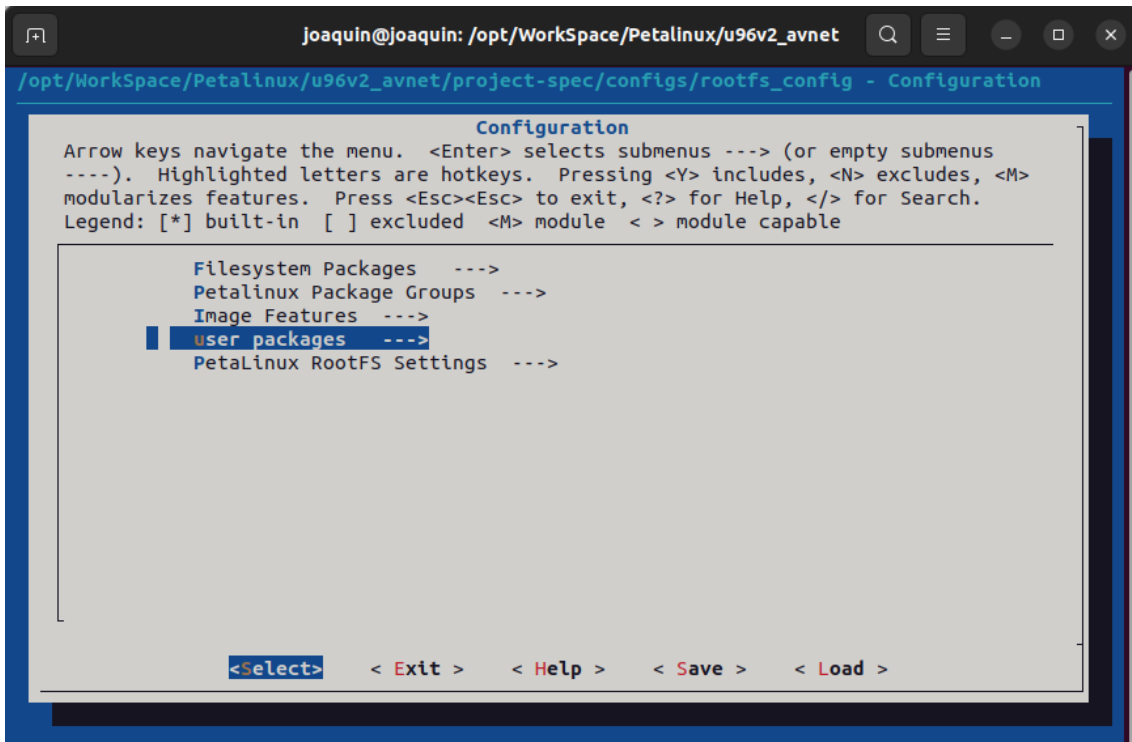 joaquin@joaquin: /opt/WorkSpace/Petalinux/u96v2_avnet
/opt/WorkSpace/Petalinux/u96v2_avnet/project-spec/configs/rootfs_config - Configuration
Configuration
Arrow keys navigate the menu.  <Enter> selects submenus ---> (or empty submenus
----).  Highlighted letters are hotkeys.  Pressing <Y> includes, <N> excludes, <M>
modularizes features.  Press <Esc><Esc> to exit, <?> for Help, </> for Search.
Legend: [*] built-in  [ ] excluded  <M> module  < > module capable
Filesystem Packages   --->
Petalinux Package Groups  --->
Image Features  --->
user packages   --->
PetaLinux RootFS Settings  --->
<Select>    < Exit >    < Help >    < Save >    < Load >